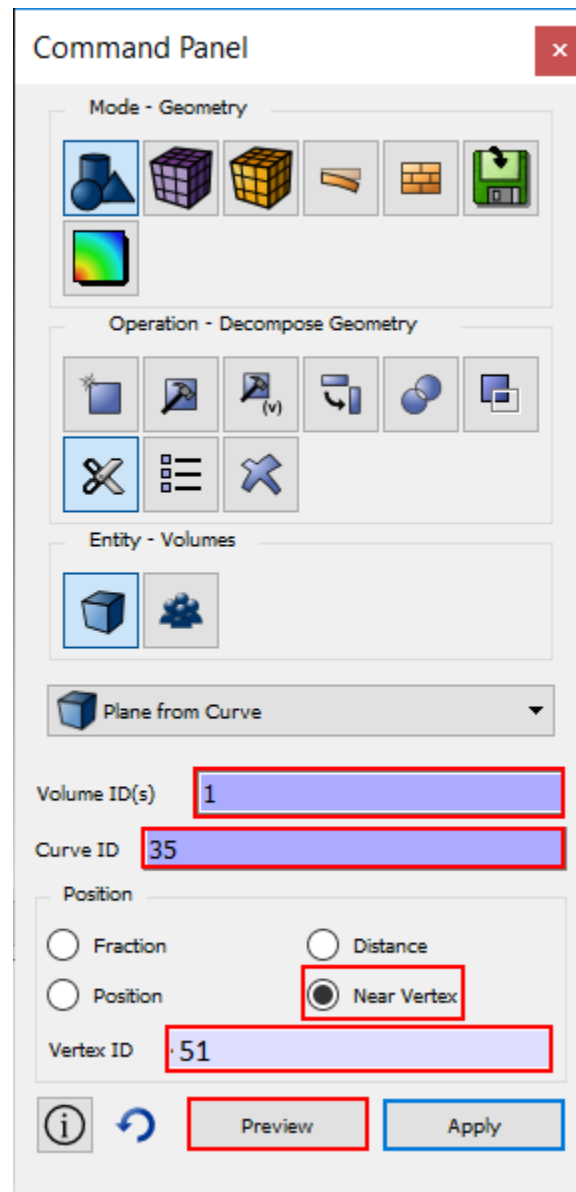 Command Panel
Mode - Geometry
Operation - Decompose Geometry
(v)
Entity - Volumes
Plane from Curve
Volume ID(s) 1
Curve ID 35
Position
Fraction Distance
Position Near Vertex
Vertex ID 51
Preview Apply